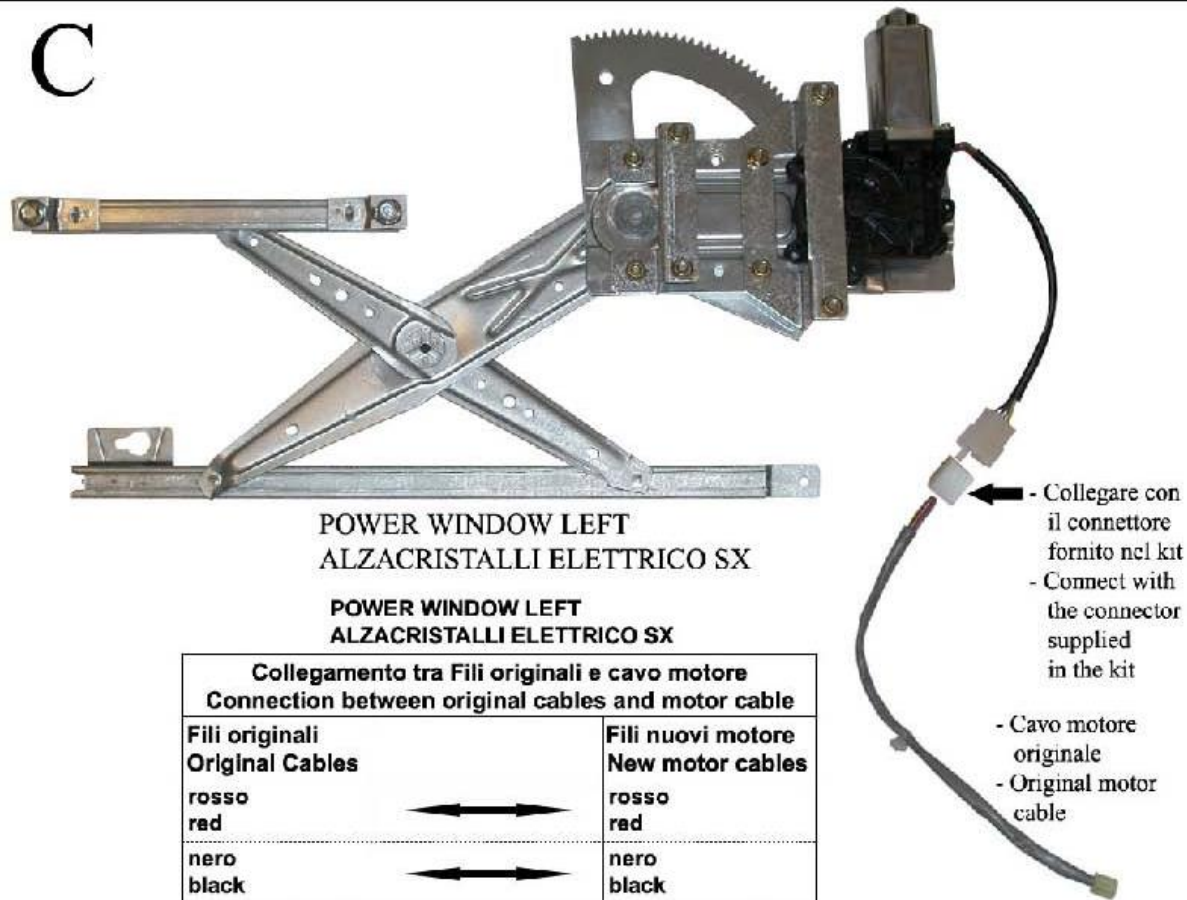 C
POWER WINDOW LEFT
ALZACRISTALLI ELETTRICO SX
- Collegare con
il connettore
fornito nel kit
- Connect with
the connector
supplied
in the kit
- Cavo motore
originale
- Original motor
cable
POWER WINDOW LEFT
ALZACRISTALLI ELETTRICO SX
Collegamento tra Fili originali e cavo motore
Connection between original cables and motor cable
Fili originali
Original Cables
Fili nuovi motore
New motor cables
rosso
red
rosso
red
nero
black
nero
black